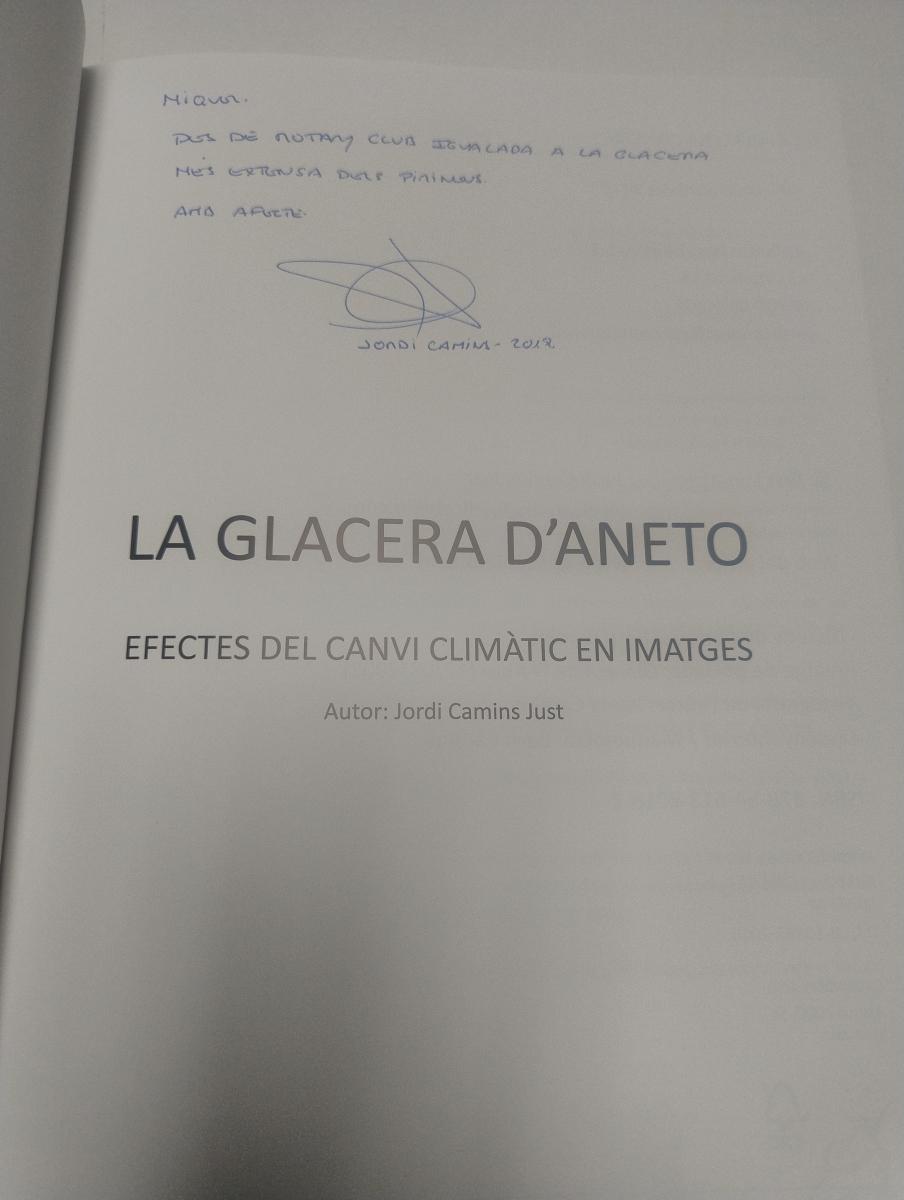 MIQUEL.
DES DE ROTARY CLUB IGUALADA A LA GLACERA
MÉS EXTENSA DELS PIRINEUS.
AMB AFECTE.
JORDI CAMINS - 2018
LA GLACERA D'ANETO
EFECTES DEL CANVI CLIMÀTIC EN IMATGES
Autor: Jordi Camins Just